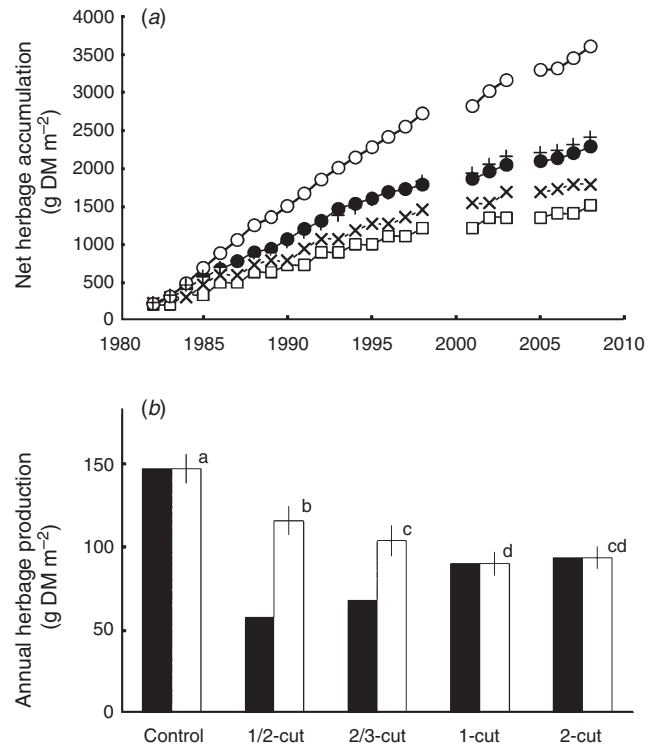 (a)
Net herbage accumulation
(g DM m⁻²)
4000
3500
3000
2500
2000
1500
1000
500
0
1980 1985 1990 1995 2000 2005 2010
(b)
Annual herbage production
(g DM m⁻²)
150
100
50
0
a
b
c
d
cd
Control 1/2-cut 2/3-cut 1-cut 2-cut